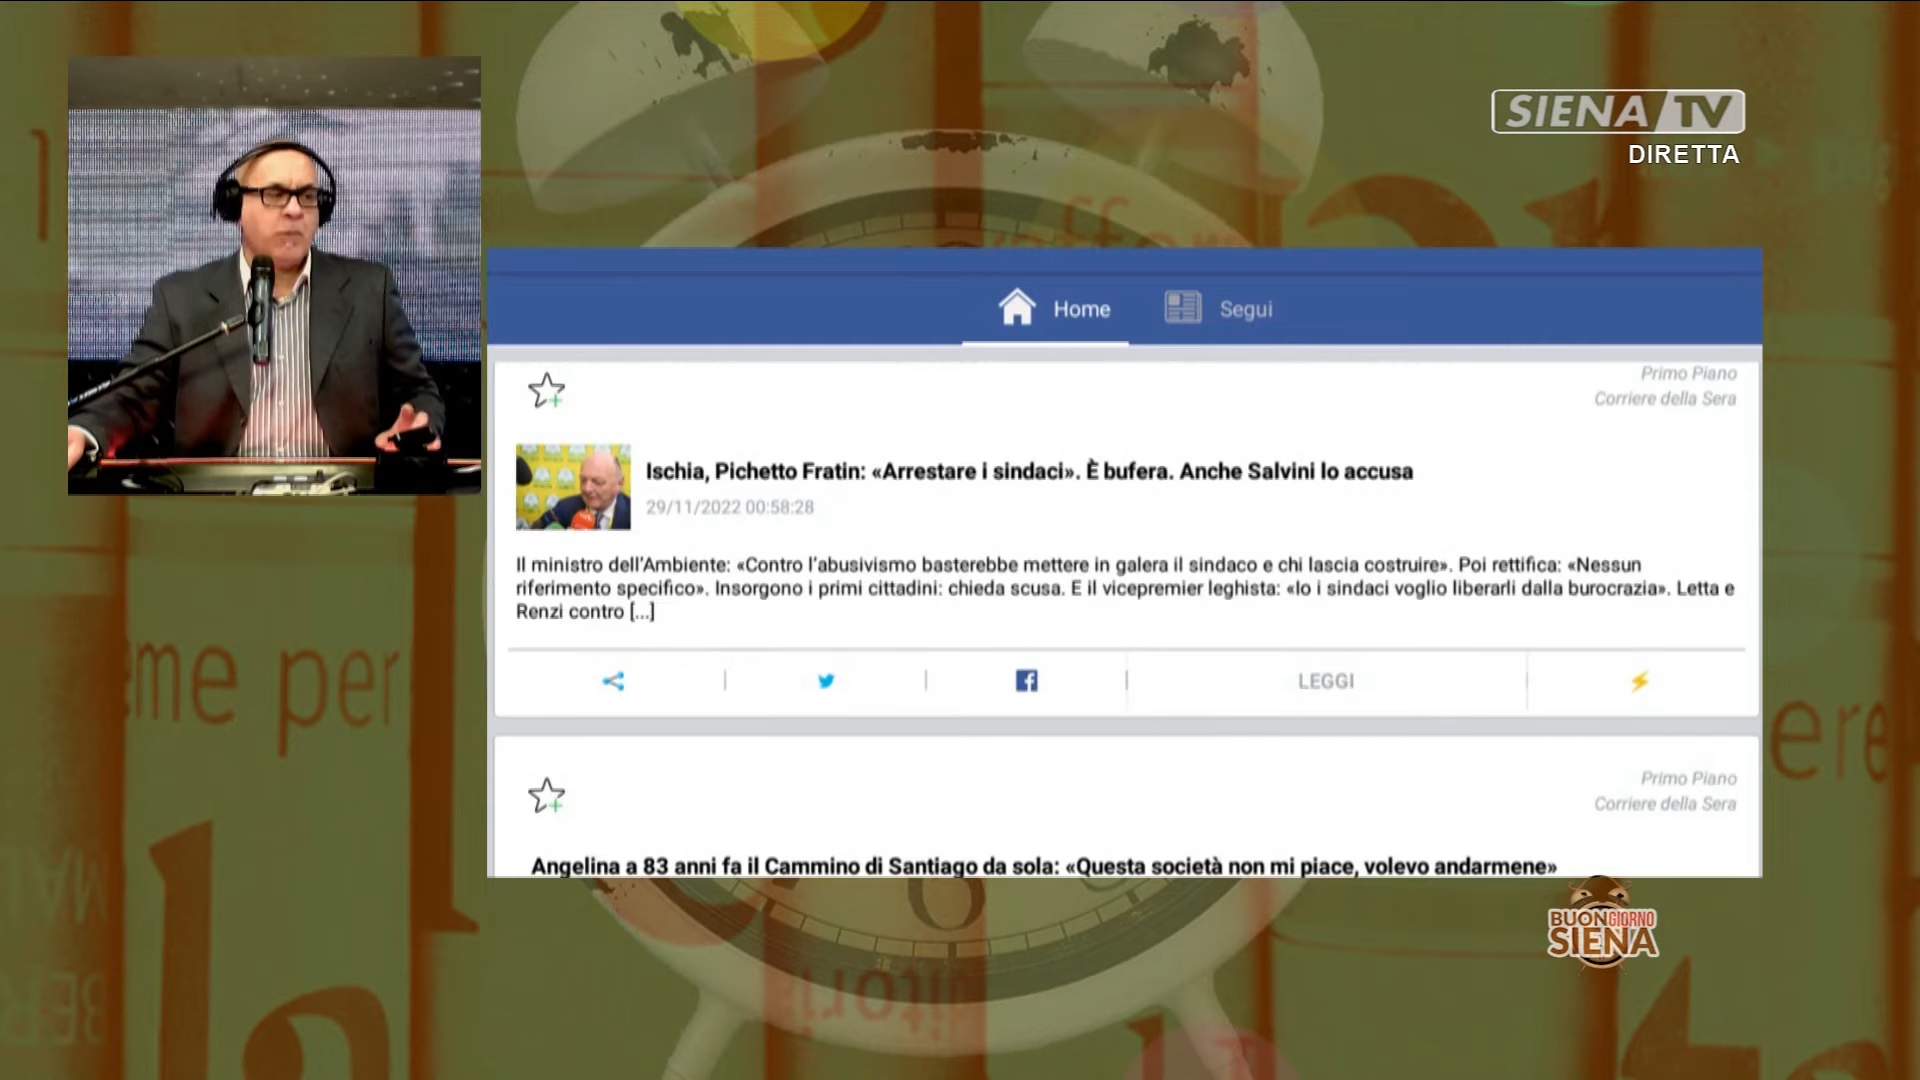 SIENA TV
DIRETTA
Home
Segui
Primo Piano
Corriere della Sera
Ischia, Pichetto Fratin: «Arrestare i sindaci». È bufera. Anche Salvini lo accusa
29/11/2022 00:58:28
Il ministro dell'Ambiente: «Contro l'abusivismo basterebbe mettere in galera il sindaco e chi lascia costruire». Poi rettifica: «Nessun
riferimento specifico». Insorgono i primi cittadini: chieda scusa. E il vicepremier leghista: «Io i sindaci voglio liberarli dalla burocrazia». Letta e
Renzi contro [...]
LEGGI
Primo Piano
Corriere della Sera
Angelina a 83 anni fa il Cammino di Santiago da sola: «Questa società non mi piace, volevo andarmene»
BUONGIORNO
SIENA
me per
ere
la